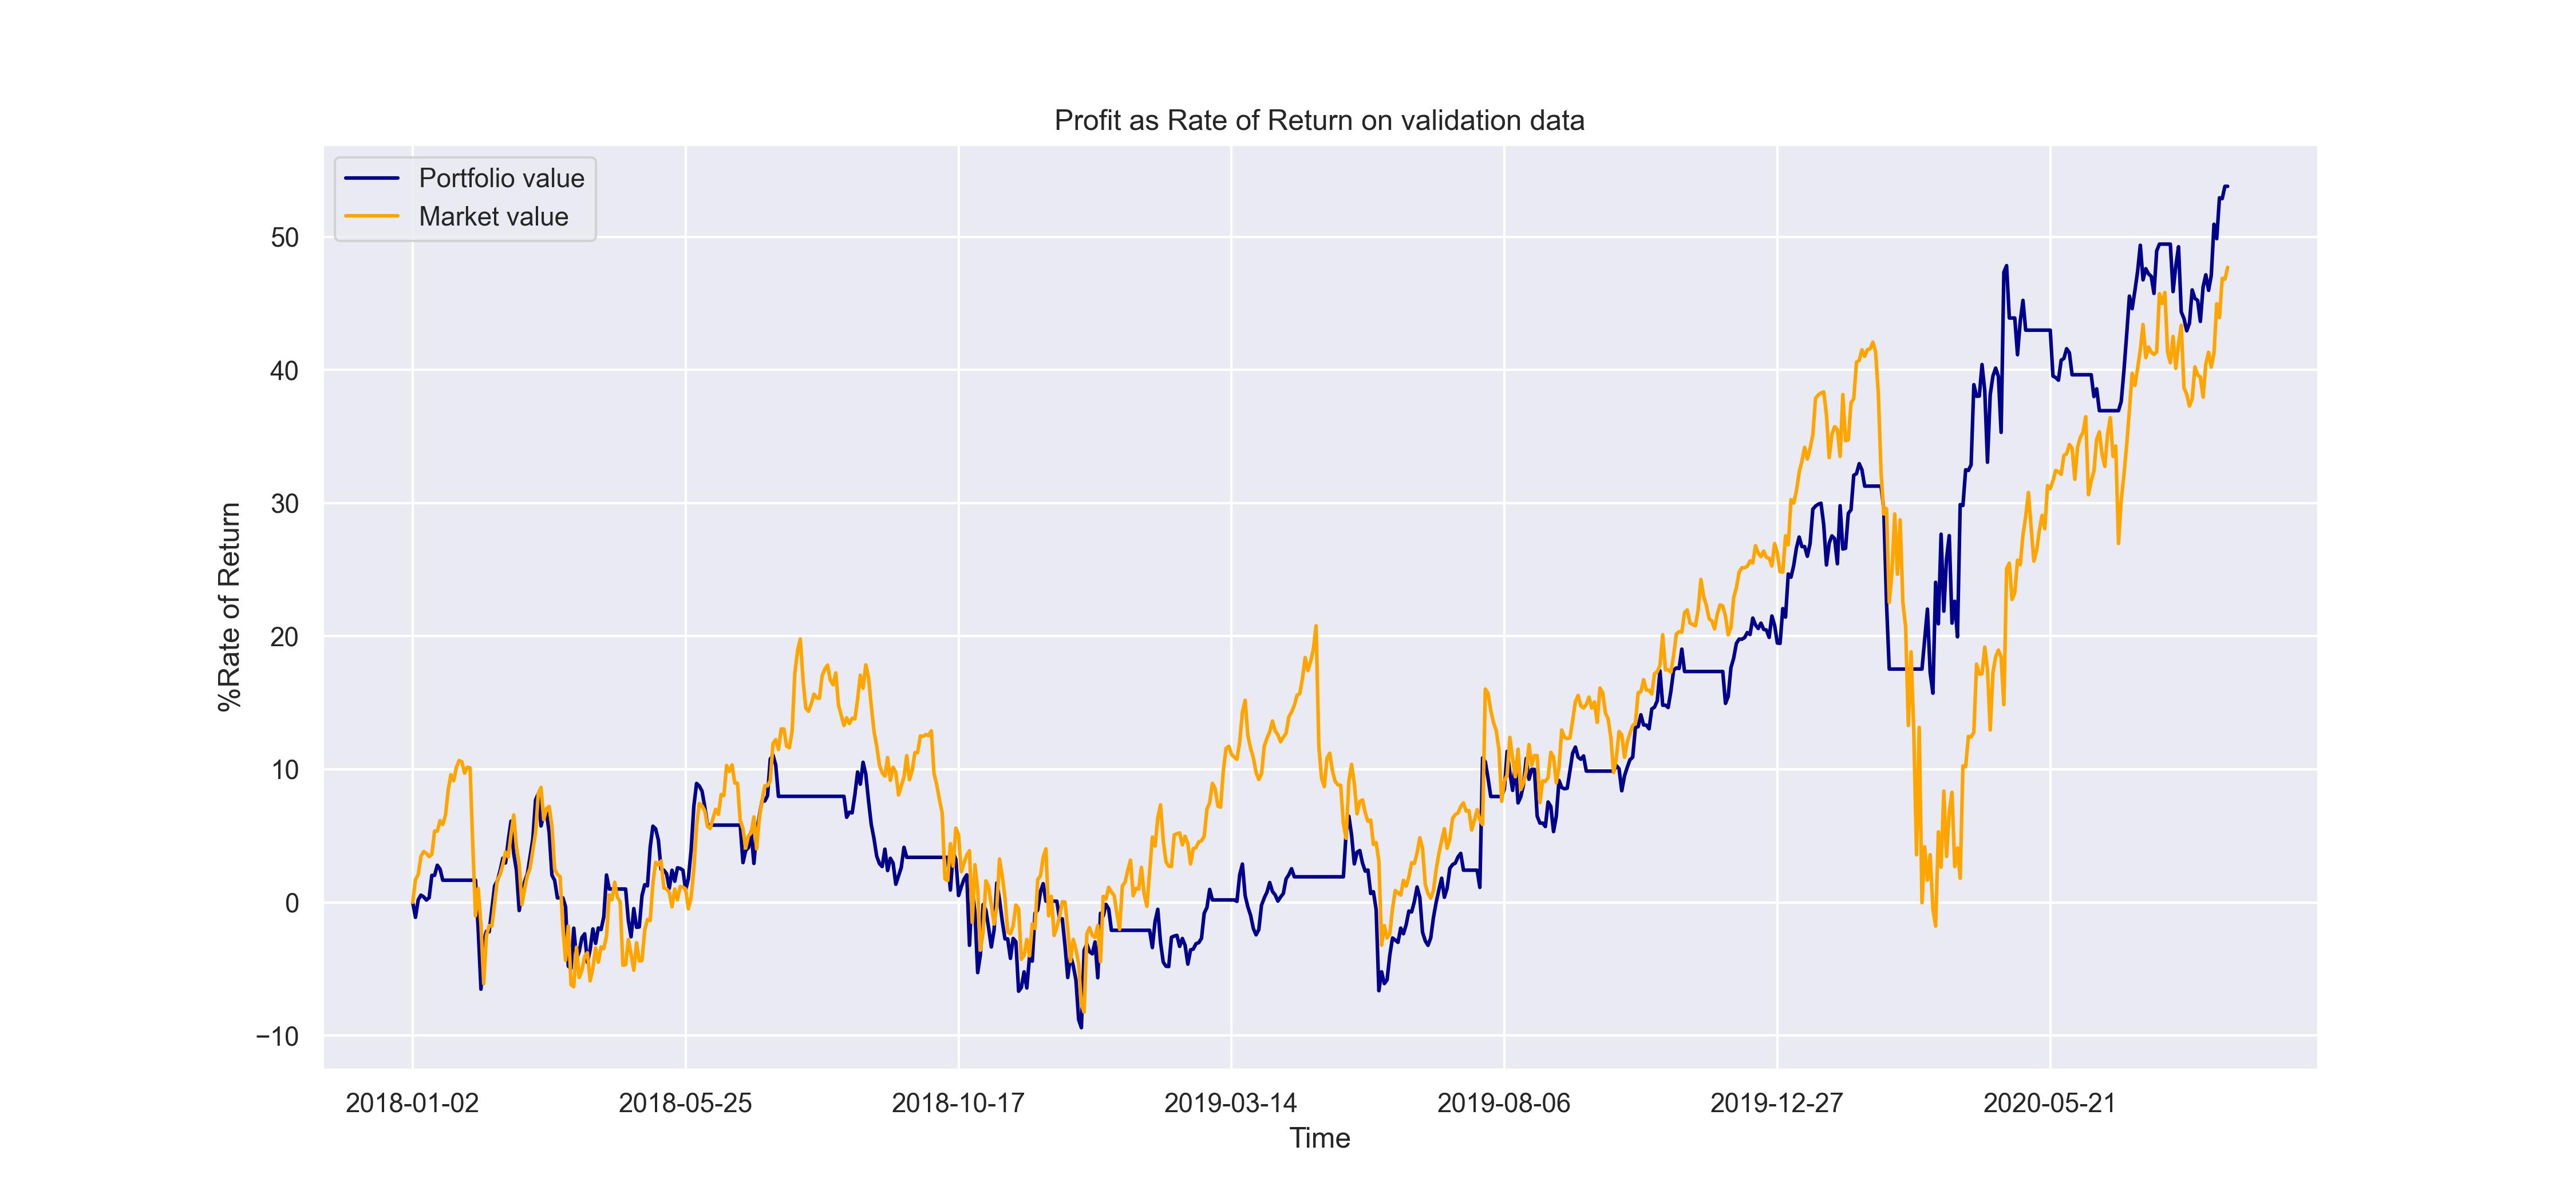 Profit as Rate of Return on validation data
Portfolio value
Market value
%Rate of Return
50
40
30
20
10
0
−10
2018-01-02
2018-05-25
2018-10-17
2019-03-14
2019-08-06
2019-12-27
2020-05-21
Time